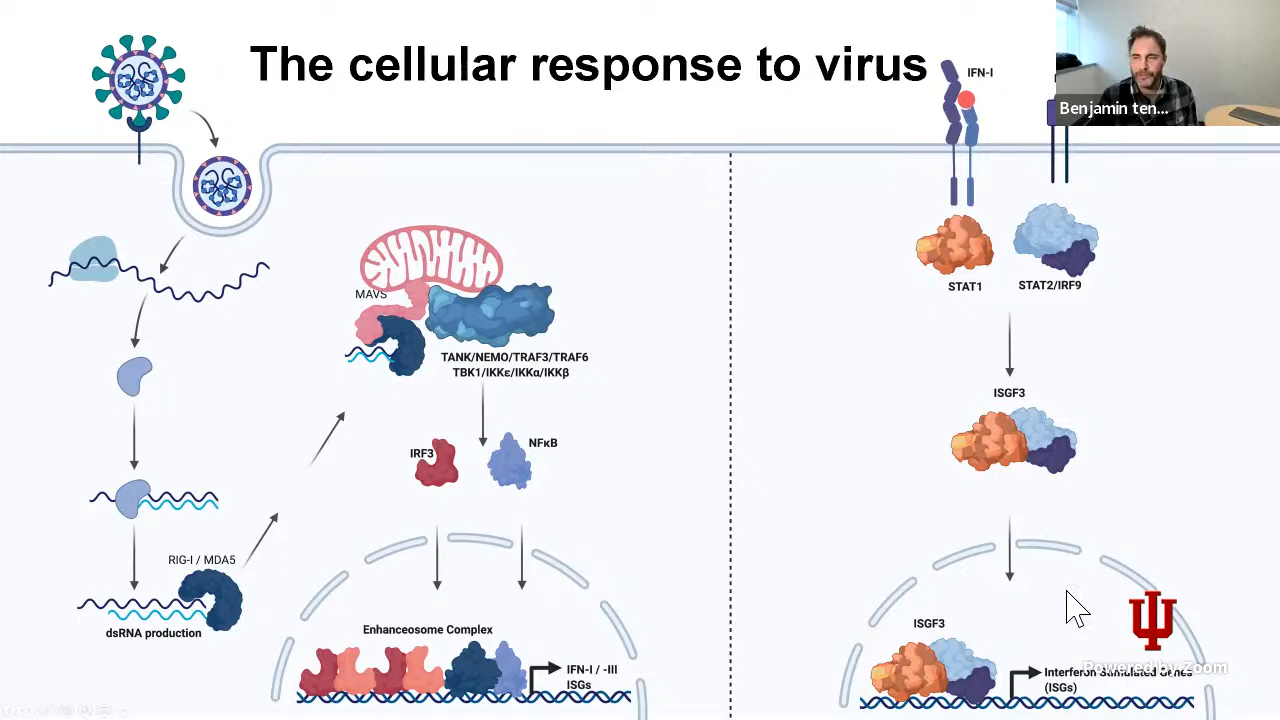 The cellular response to virus
IFN-I
Benjamin ten...
MAVS
TANK/NEMO/TRAF3/TRAF6
TBK1/IKKε/IKKα/IKKβ
STAT1
STAT2/IRF9
ISGF3
IRF3
NFκB
RIG-I / MDA5
dsRNA production
Enhanceosome Complex
IFN-I / -III
ISGs
ISGF3
Interferon Stimulated Genes
(ISGs)
Powered by Zoom